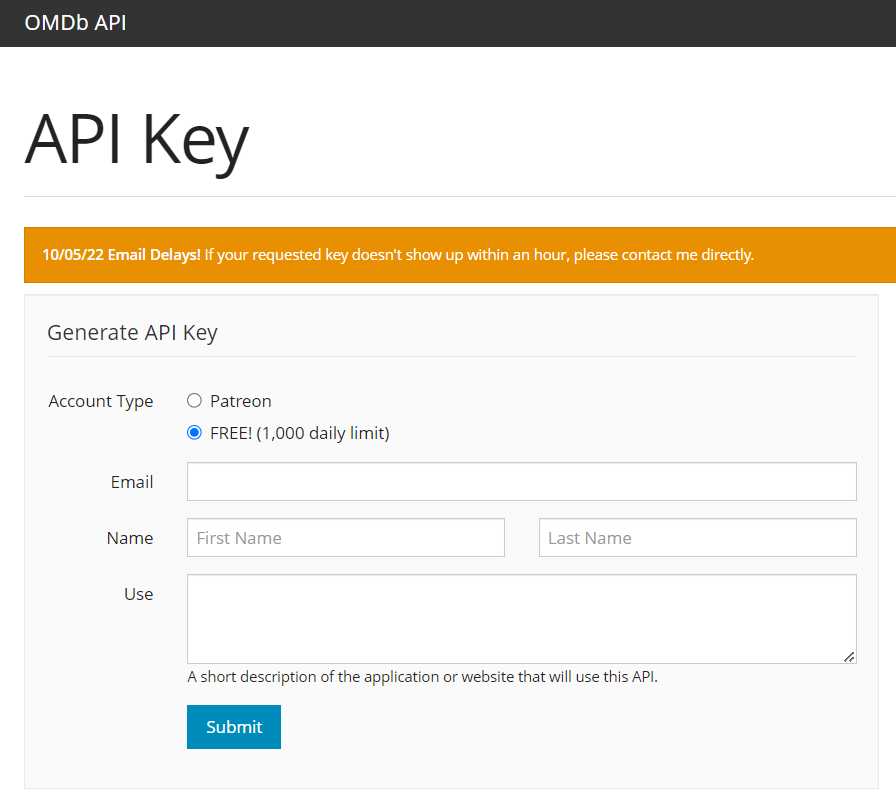 OMDb API
API Key
10/05/22 Email Delays! If your requested key doesn't show up within an hour, please contact me directly.
Generate API Key
Account Type
Patreon
FREE! (1,000 daily limit)
Email
Name
First Name
Last Name
Use
A short description of the application or website that will use this API.
Submit